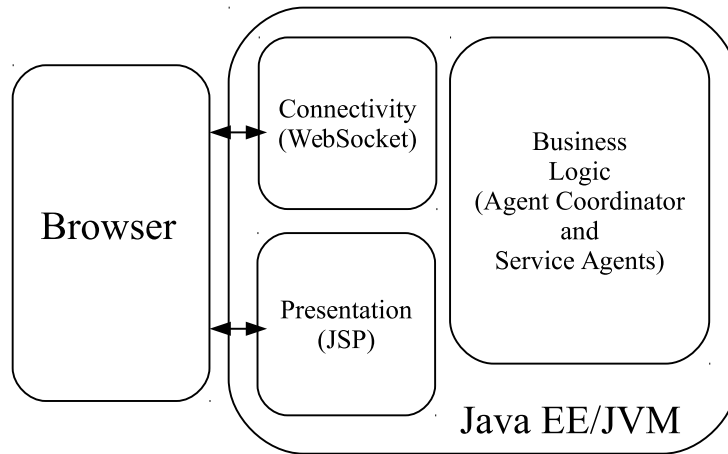 Browser
Connectivity
(WebSocket)
Presentation
(JSP)
Business
Logic
(Agent Coordinator
and
Service Agents)
Java EE/JVM